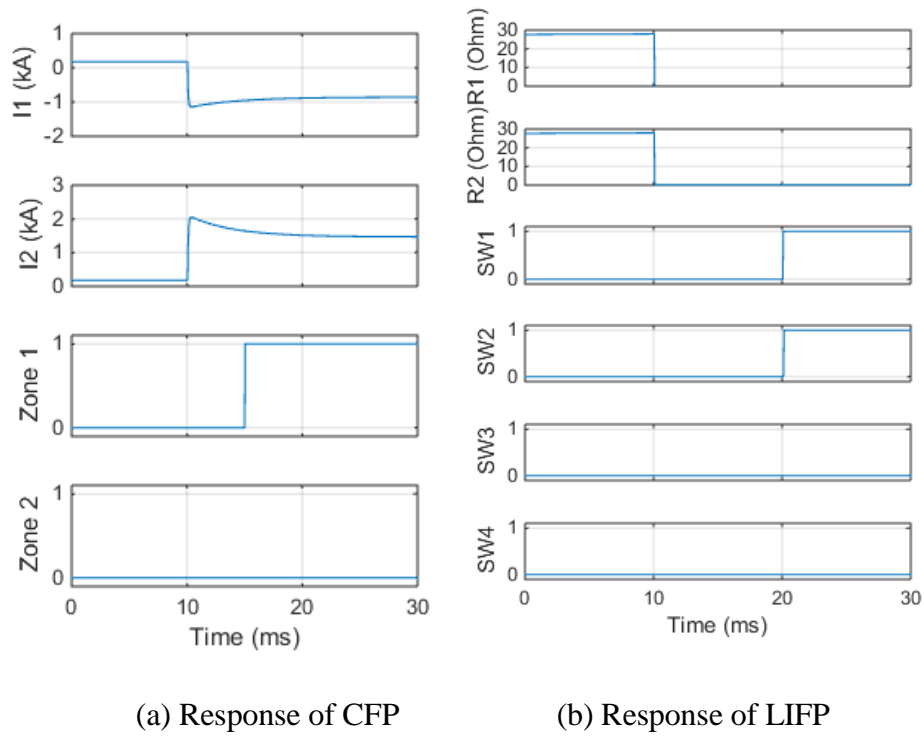 1
0
-1
-2
I1 (kA)
3
2
1
0
I2 (kA)
1
0
Zone 1
1
0
Zone 2
0 10 20 30
Time (ms)
(a) Response of CFP
30
20
10
0
R1 (Ohm)
30
20
10
0
R2 (Ohm)
1
0
SW1
1
0
SW2
1
0
SW3
1
0
SW4
0 10 20 30
Time (ms)
(b) Response of LIFP